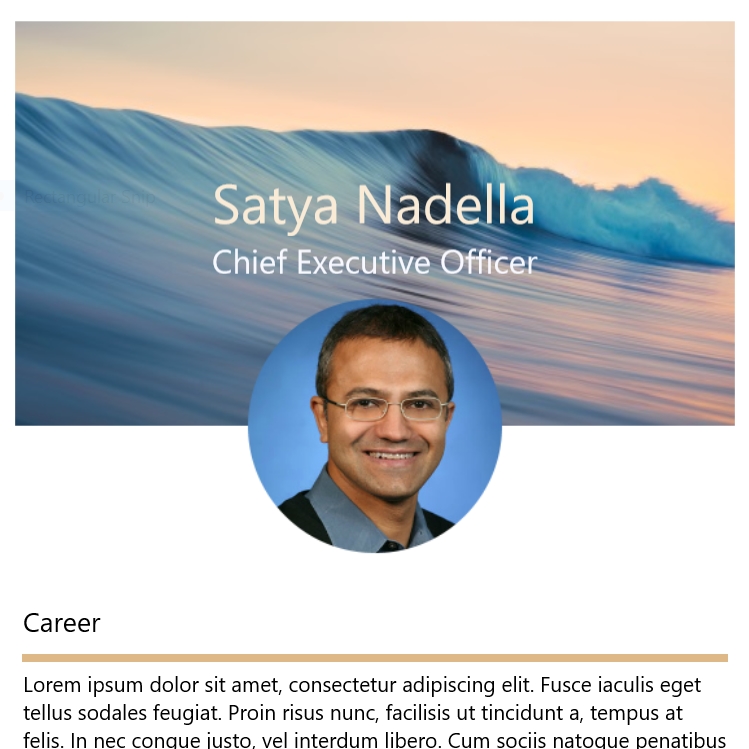 Rectangular Snip
Satya Nadella
Chief Executive Officer
Career
Lorem ipsum dolor sit amet, consectetur adipiscing elit. Fusce iaculis eget
tellus sodales feugiat. Proin risus nunc, facilisis ut tincidunt a, tempus at
felis. In nec congue justo, vel interdum libero. Cum sociis natoque penatibus